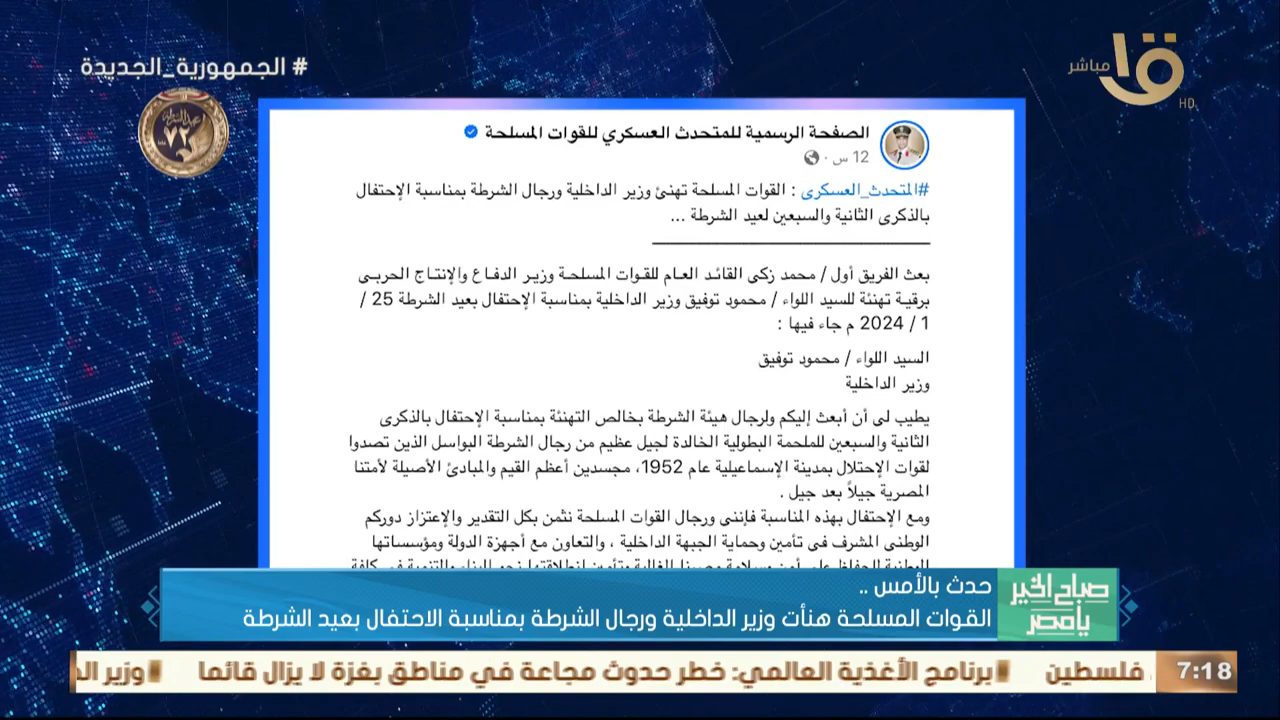 # الجمهورية_الجديدة
عيد الشرطة
٧٢
مباشر
HD
الصفحة الرسمية للمتحدث العسكري للقوات المسلحة
12 س ·
#المتحدث_العسكرى : القوات المسلحة تهنئ وزير الداخلية ورجال الشرطة بمناسبة الإحتفال
بالذكرى الثانية والسبعين لعيد الشرطة ...
بعث الفريق أول / محمد زكى القائد العام للقوات المسلحة وزير الدفاع والإنتاج الحربى
برقية تهنئة للسيد اللواء / محمود توفيق وزير الداخلية بمناسبة الإحتفال بعيد الشرطة 25 /
1 / 2024 م جاء فيها :
السيد اللواء / محمود توفيق
وزير الداخلية
يطيب لى أن أبعث إليكم ولرجال هيئة الشرطة بخالص التهنئة بمناسبة الإحتفال بالذكرى
الثانية والسبعين للملحمة البطولية الخالدة لجيل عظيم من رجال الشرطة البواسل الذين تصدوا
لقوات الإحتلال بمدينة الإسماعيلية عام 1952، مجسدين أعظم القيم والمبادئ الأصيلة لأمتنا
المصرية جيلاً بعد جيل .
ومع الإحتفال بهذه المناسبة فإننى ورجال القوات المسلحة نثمن بكل التقدير والإعتزاز دوركم
الوطنى المشرف فى تأمين وحماية الجبهة الداخلية ، والتعاون مع أجهزة الدولة ومؤسساتها
صباح الخير
يا مصر
حدث بالأمس ..
القوات المسلحة هنأت وزير الداخلية ورجال الشرطة بمناسبة الاحتفال بعيد الشرطة
7:18
فلسطين برنامج الأغذية العالمي: خطر حدوث مجاعة في مناطق بغزة لا يزال قائما وزير